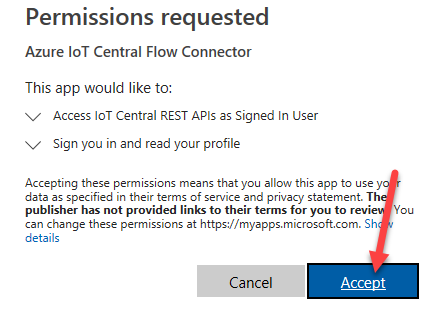 Permissions requested
Azure IoT Central Flow Connector
This app would like to:
Access IoT Central REST APIs as Signed In User
Sign you in and read your profile
Accepting these permissions means that you allow this app to use your
data as specified in their terms of service and privacy statement. The
publisher has not provided links to their terms for you to review. You
can change these permissions at https://myapps.microsoft.com. Show
details
Cancel
Accept